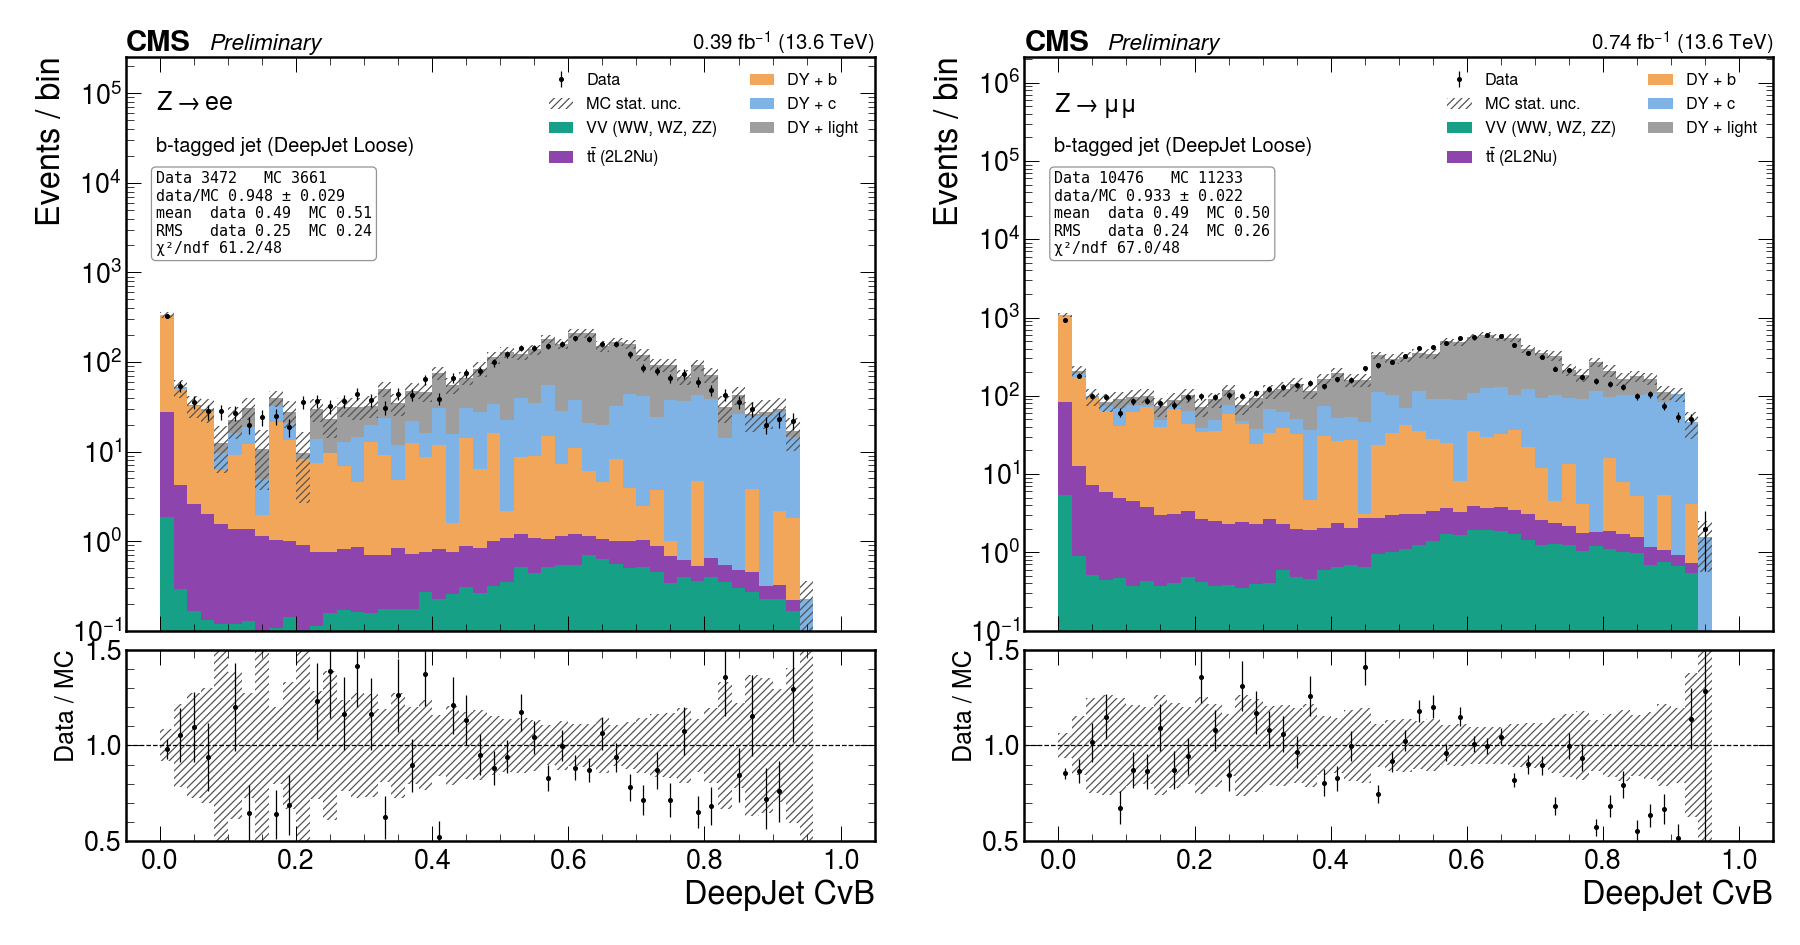 CMS Preliminary 0.39 fb⁻¹ (13.6 TeV)
Events / bin
10⁵
10⁴
10³
10²
10¹
10⁰
10⁻¹
Z → ee
b-tagged jet (DeepJet Loose)
Data 3472 MC 3661
data/MC 0.948 ± 0.029
mean data 0.49 MC 0.51
RMS data 0.25 MC 0.24
χ²/ndf 61.2/48
Data
MC stat. unc.
VV (WW, WZ, ZZ)
tt̄ (2L2Nu)
DY + b
DY + c
DY + light
Data / MC
1.5
1.0
0.5
0.0 0.2 0.4 0.6 0.8 1.0
DeepJet CvB
CMS Preliminary 0.74 fb⁻¹ (13.6 TeV)
Events / bin
10⁶
10⁵
10⁴
10³
10²
10¹
10⁰
10⁻¹
Z → μμ
b-tagged jet (DeepJet Loose)
Data 10476 MC 11233
data/MC 0.933 ± 0.022
mean data 0.49 MC 0.50
RMS data 0.24 MC 0.26
χ²/ndf 67.0/48
Data
MC stat. unc.
VV (WW, WZ, ZZ)
tt̄ (2L2Nu)
DY + b
DY + c
DY + light
Data / MC
1.5
1.0
0.5
0.0 0.2 0.4 0.6 0.8 1.0
DeepJet CvB